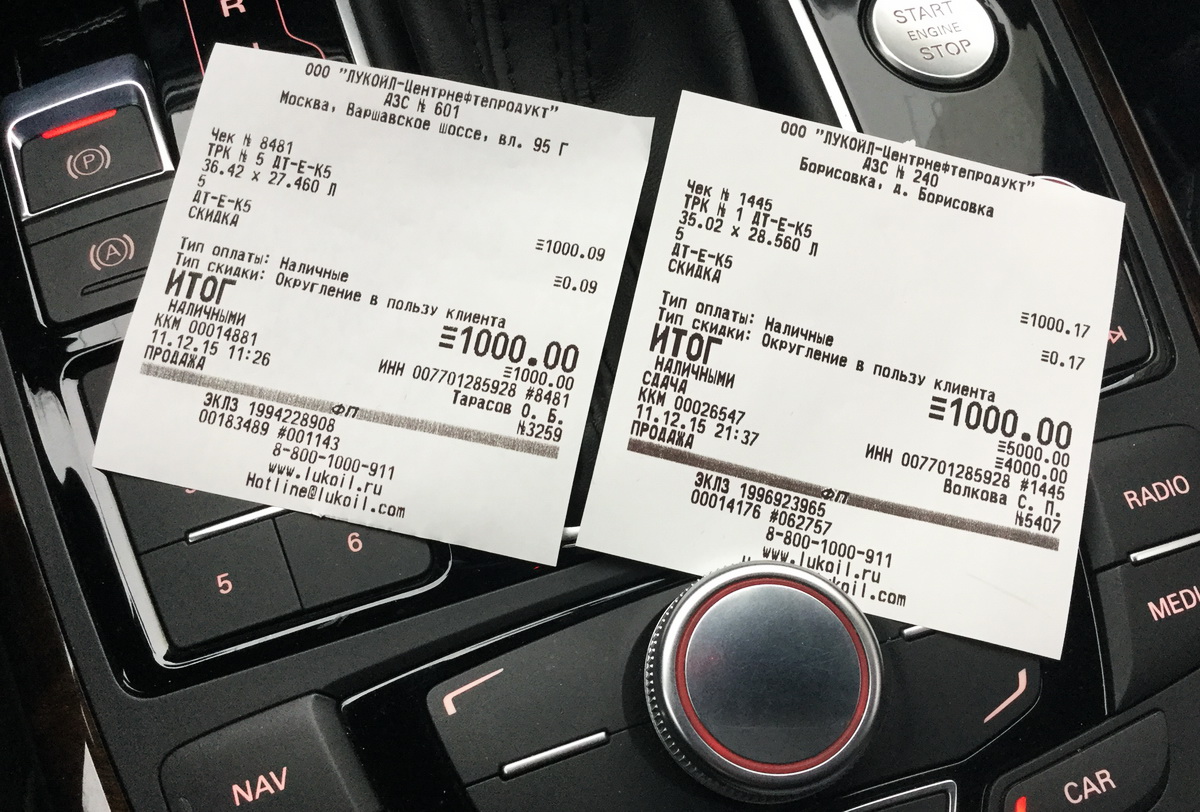 R
START
ENGINE
STOP
(P)
(A)
ООО "ЛУКОЙЛ-Центрнефтепродукт"
АЗС № 601
Москва, Варшавское шоссе, вл. 95 Г
Чек № 8481
ТРК № 5 ДТ-Е-К5
36.42 x 27.460 Л
5
ДТ-Е-К5
≡1000.09
СКИДКА
≡0.09
Тип оплаты: Наличные
Тип скидки: Округление в пользу клиента
ИТОГ ≡1000.00
НАЛИЧНЫМИ ≡1000.00
ККМ 00014881 ИНН 007701285928 #8481
11.12.15 11:26 Тарасов О. Б.
ПРОДАЖА №3259
ФП
ЭКЛЗ 1994228908
00183489 #001143
8-800-1000-911
www.lukoil.ru
Hotline@lukoil.com
ООО "ЛУКОЙЛ-Центрнефтепродукт"
АЗС № 240
Борисовка, д. Борисовка
Чек № 1445
ТРК № 1 ДТ-Е-К5
35.02 x 28.560 Л
5
ДТ-Е-К5
≡1000.17
СКИДКА
≡0.17
Тип оплаты: Наличные
Тип скидки: Округление в пользу клиента
ИТОГ ≡1000.00
НАЛИЧНЫМИ ≡5000.00
СДАЧА ≡4000.00
ККМ 00026547 ИНН 007701285928 #1445
11.12.15 21:37 Волкова С. П.
ПРОДАЖА №5407
ФП
ЭКЛЗ 1996923965
00014176 #062757
8-800-1000-911
www.lukoil.ru
oil.com
5
6
RADIO
MEDI
NAV
CAR